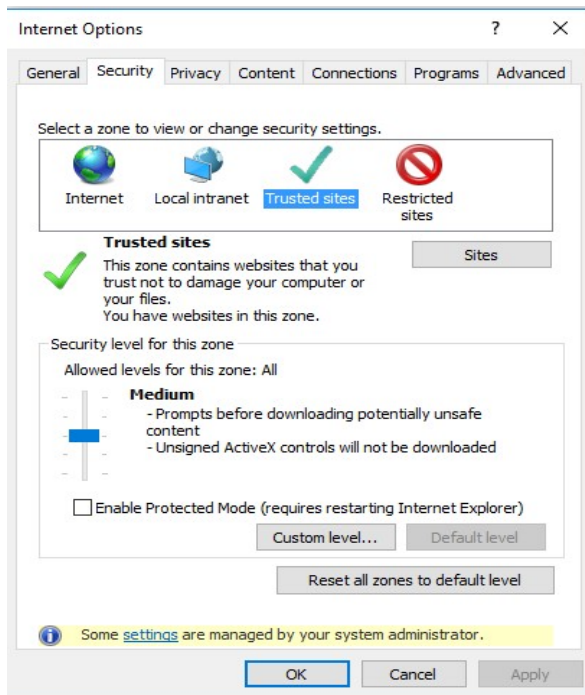 Internet Options
General Security Privacy Content Connections Programs Advanced
Select a zone to view or change security settings.
Internet Local intranet Trusted sites Restricted
sites
Trusted sites
Sites
This zone contains websites that you
trust not to damage your computer or
your files.
You have websites in this zone.
Security level for this zone
Allowed levels for this zone: All
Medium
- Prompts before downloading potentially unsafe
content
- Unsigned ActiveX controls will not be downloaded
Enable Protected Mode (requires restarting Internet Explorer)
Custom level... Default level
Reset all zones to default level
Some settings are managed by your system administrator.
OK Cancel Apply